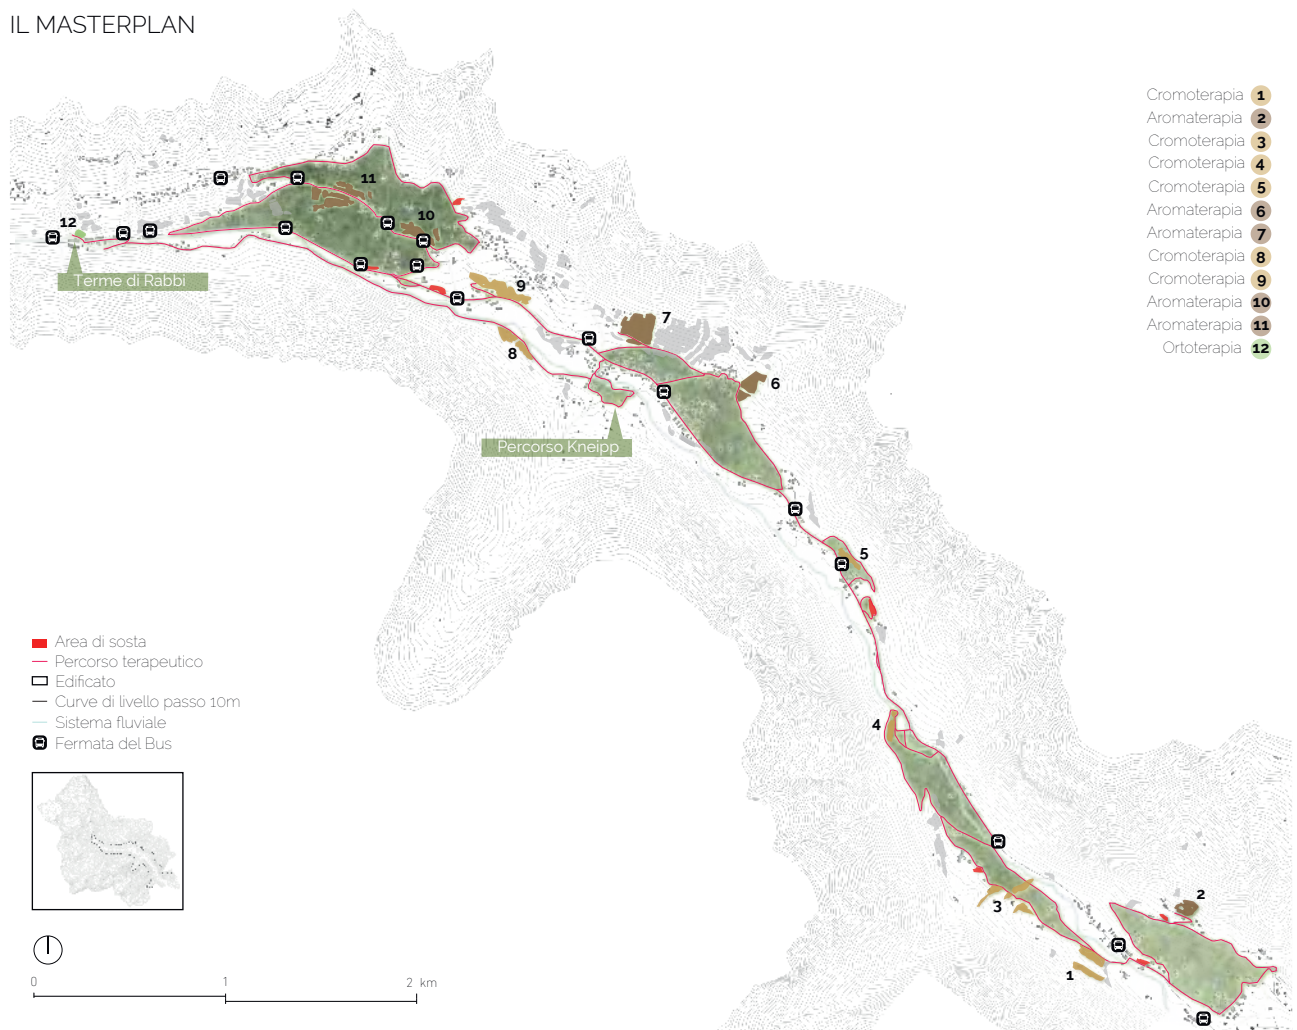 IL MASTERPLAN
Cromoterapia 1
Aromaterapia 2
Cromoterapia 3
Cromoterapia 4
Cromoterapia 5
Aromaterapia 6
Aromaterapia 7
Cromoterapia 8
Cromoterapia 9
Aromaterapia 10
Aromaterapia 11
Ortoterapia 12
11
10
12
Terme di Rabbi
9
7
8
6
Percorso Kneipp
5
4
3
2
1
Area di sosta
Percorso terapeutico
Edificato
Curve di livello passo 10m
Sistema fluviale
Fermata del Bus
0 1 2 km